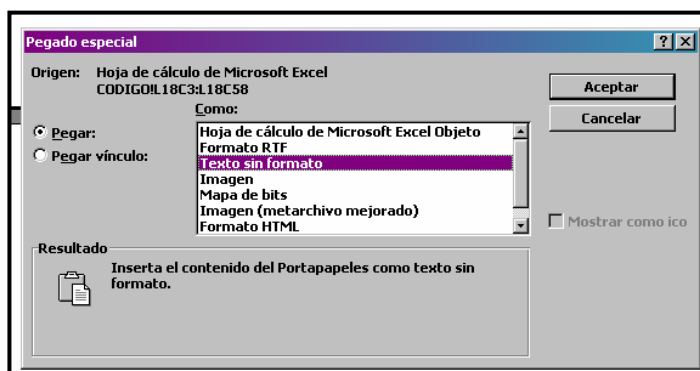 Pegado especial
Origen: Hoja de cálculo de Microsoft Excel
CODIGO!L18C3:L18C58
Como:
Pegar:
Pegar vínculo:
Hoja de cálculo de Microsoft Excel Objeto
Formato RTF
Texto sin formato
Imagen
Mapa de bits
Imagen (metarchivo mejorado)
Formato HTML
Aceptar
Cancelar
Mostrar como ico
Resultado
Inserta el contenido del Portapapeles como texto sin
formato.